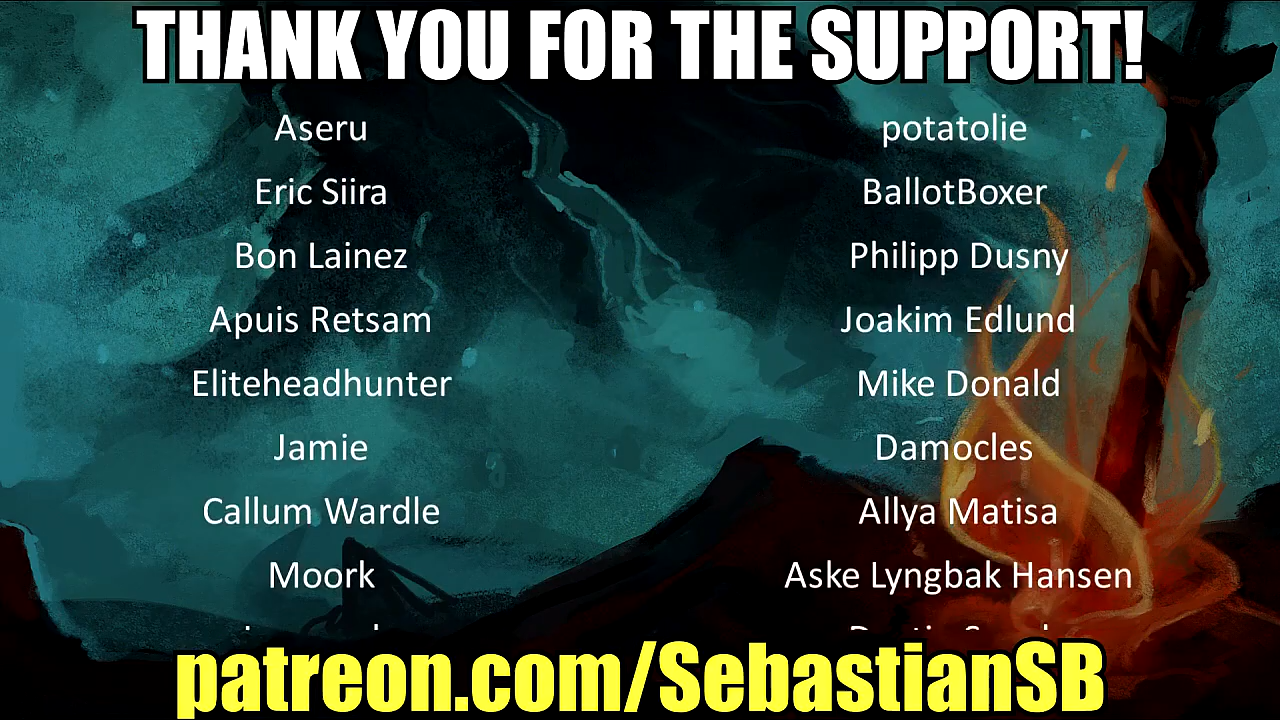 THANK YOU FOR THE SUPPORT!
Aseru
Eric Siira
Bon Lainez
Apuis Retsam
Eliteheadhunter
Jamie
Callum Wardle
Moork
potatolie
BallotBoxer
Philipp Dusny
Joakim Edlund
Mike Donald
Damocles
Allya Matisa
Aske Lyngbak Hansen
patreon.com/SebastianSB